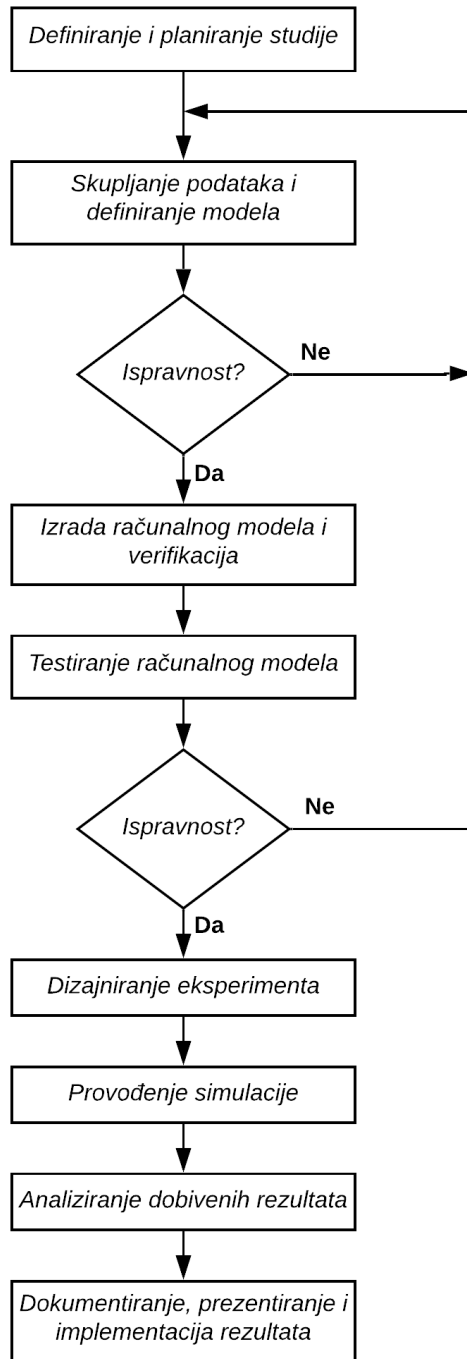 Definiranje i planiranje studije
Skupljanje podataka i
definiranje modela
Ispravnost?
Ne
Da
Izrada računalnog modela i
verifikacija
Testiranje računalnog modela
Ispravnost?
Ne
Da
Dizajniranje eksperimenta
Provođenje simulacije
Analiziranje dobivenih rezultata
Dokumentiranje, prezentiranje i
implementacija rezultata